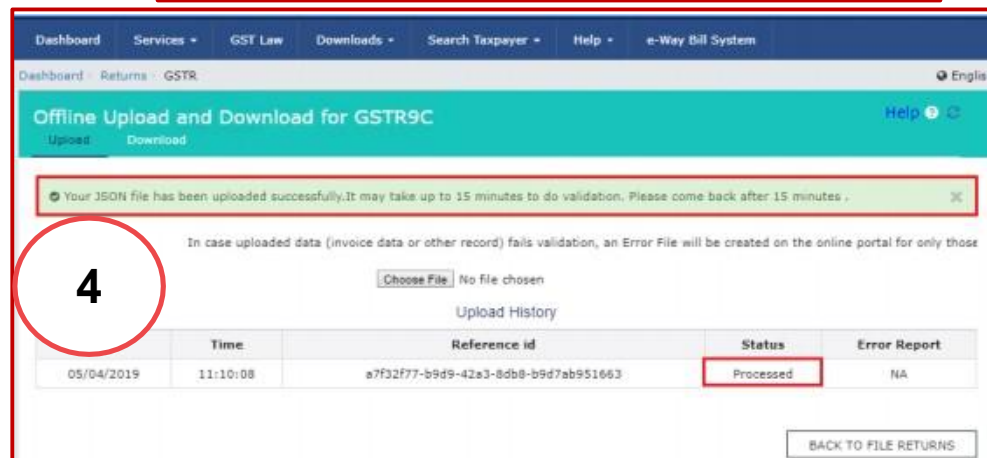 Dashboard Services GST Law Downloads Search Taxpayer Help e-Way Bill System
Dashboard Returns GSTR Englis
Offline Upload and Download for GSTR9C Help
Upload Download
Your JSON file has been uploaded successfully.It may take up to 15 minutes to do validation. Please come back after 15 minutes .
In case uploaded data (invoice data or other record) fails validation, an Error File will be created on the online portal for only those
4
Choose File No file chosen
Upload History
Time Reference id Status Error Report
05/04/2019 11:10:08 a7f32f77-b9d9-42a3-8db8-b9d7ab951663 Processed NA
BACK TO FILE RETURNS